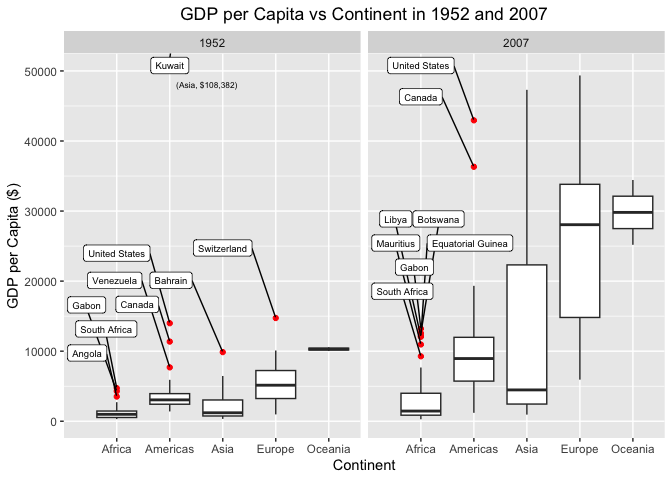 GDP per Capita vs Continent in 1952 and 2007
1952
2007
GDP per Capita ($)
50000
40000
30000
20000
10000
0
Kuwait
(Asia, $108,382)
Switzerland
United States
Venezuela
Bahrain
Gabon
Canada
South Africa
Angola
United States
Canada
Libya
Botswana
Mauritius
Equatorial Guinea
Gabon
South Africa
Africa Americas Asia Europe Oceania
Africa Americas Asia Europe Oceania
Continent